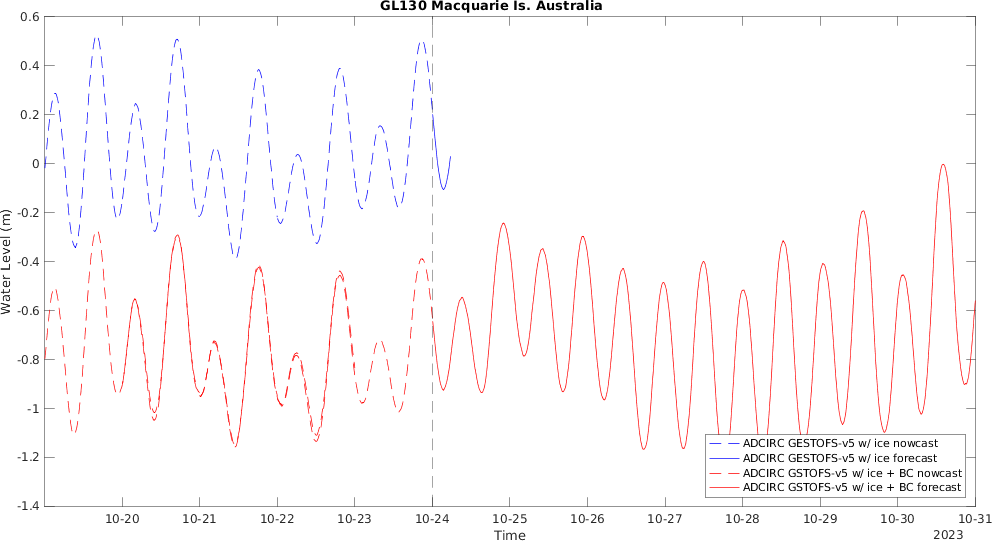 GL130 Macquarie Is. Australia
0.6
0.4
0.2
0
-0.2
-0.4
-0.6
-0.8
-1
-1.2
-1.4
Water Level (m)
10-20 10-21 10-22 10-23 10-24 10-25 10-26 10-27 10-28 10-29 10-30 10-31
Time
2023
ADCIRC GESTOFS-v5 w/ ice nowcast
ADCIRC GESTOFS-v5 w/ ice forecast
ADCIRC GSTOFS-v5 w/ ice + BC nowcast
ADCIRC GSTOFS-v5 w/ ice + BC forecast